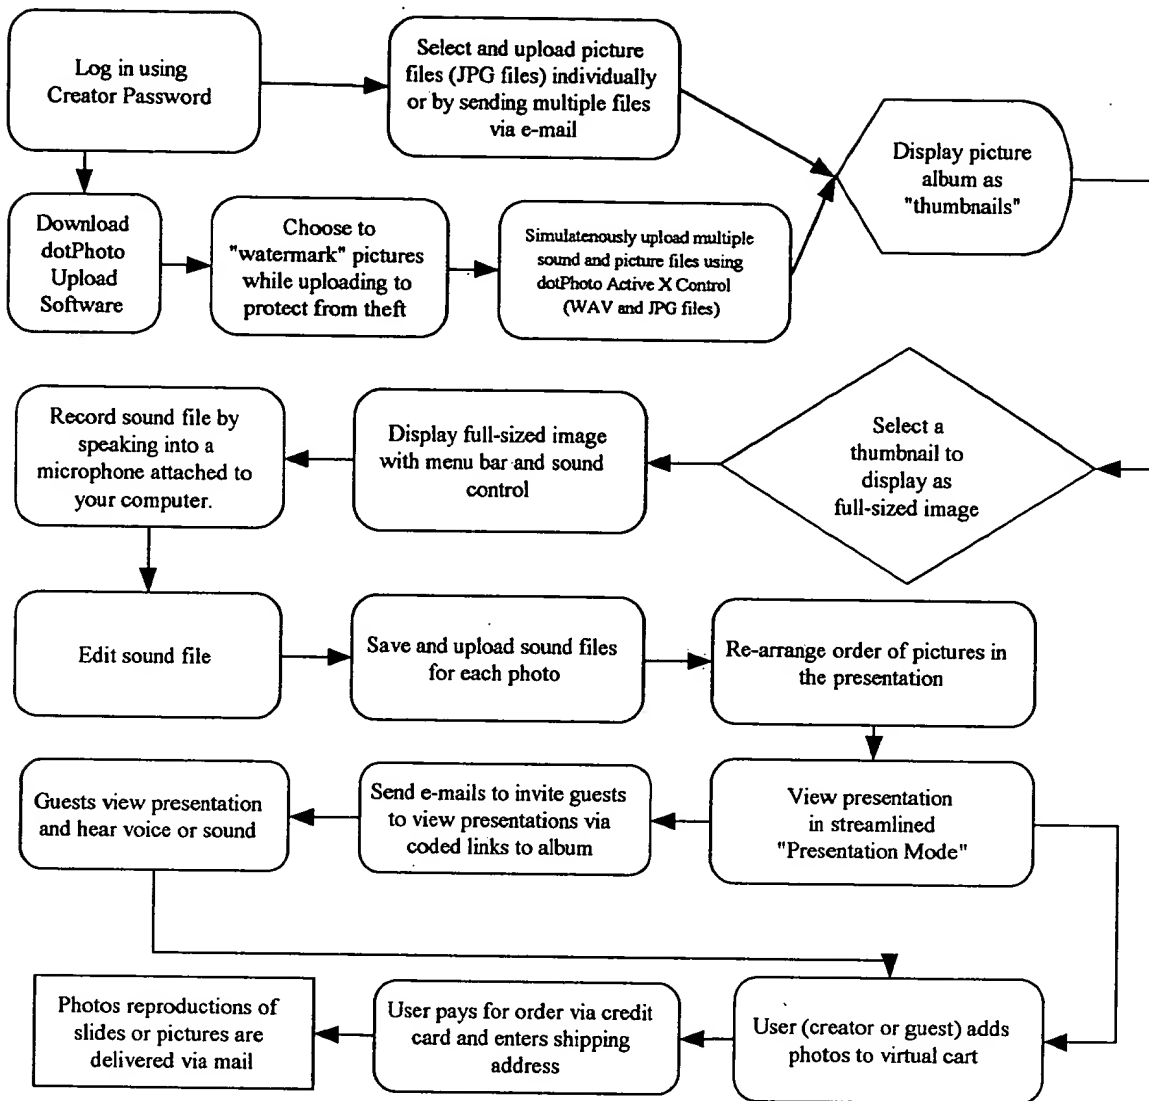 Log in using
Creator Password
Select and upload picture
files (JPG files) individually
or by sending multiple files
via e-mail
Display picture
album as
"thumbnails"
Download
dotPhoto
Upload
Software
Choose to
"watermark" pictures
while uploading to
protect from theft
Simulatenously upload multiple
sound and picture files using
dotPhoto Active X Control
(WAV and JPG files)
Select a
thumbnail to
display as
full-sized image
Display full-sized image
with menu bar and sound
control
Record sound file by
speaking into a
microphone attached to
your computer.
Edit sound file
Save and upload sound files
for each photo
Re-arrange order of pictures in
the presentation
View presentation
in streamlined
"Presentation Mode"
Send e-mails to invite guests
to view presentations via
coded links to album
Guests view presentation
and hear voice or sound
User (creator or guest) adds
photos to virtual cart
User pays for order via credit
card and enters shipping
address
Photos reproductions of
slides or pictures are
delivered via mail